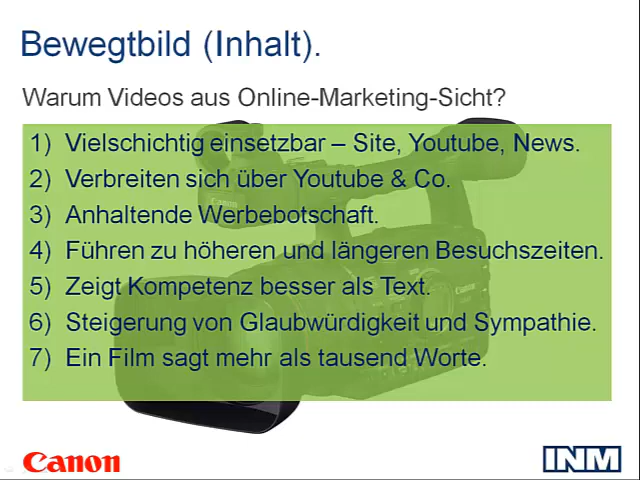 Bewegtbild (Inhalt).
Warum Videos aus Online-Marketing-Sicht?
1) Vielschichtig einsetzbar – Site, Youtube, News.
2) Verbreiten sich über Youtube & Co.
3) Anhaltende Werbebotschaft.
4) Führen zu höheren und längeren Besuchszeiten.
5) Zeigt Kompetenz besser als Text.
6) Steigerung von Glaubwürdigkeit und Sympathie.
7) Ein Film sagt mehr als tausend Worte.
Canon INM